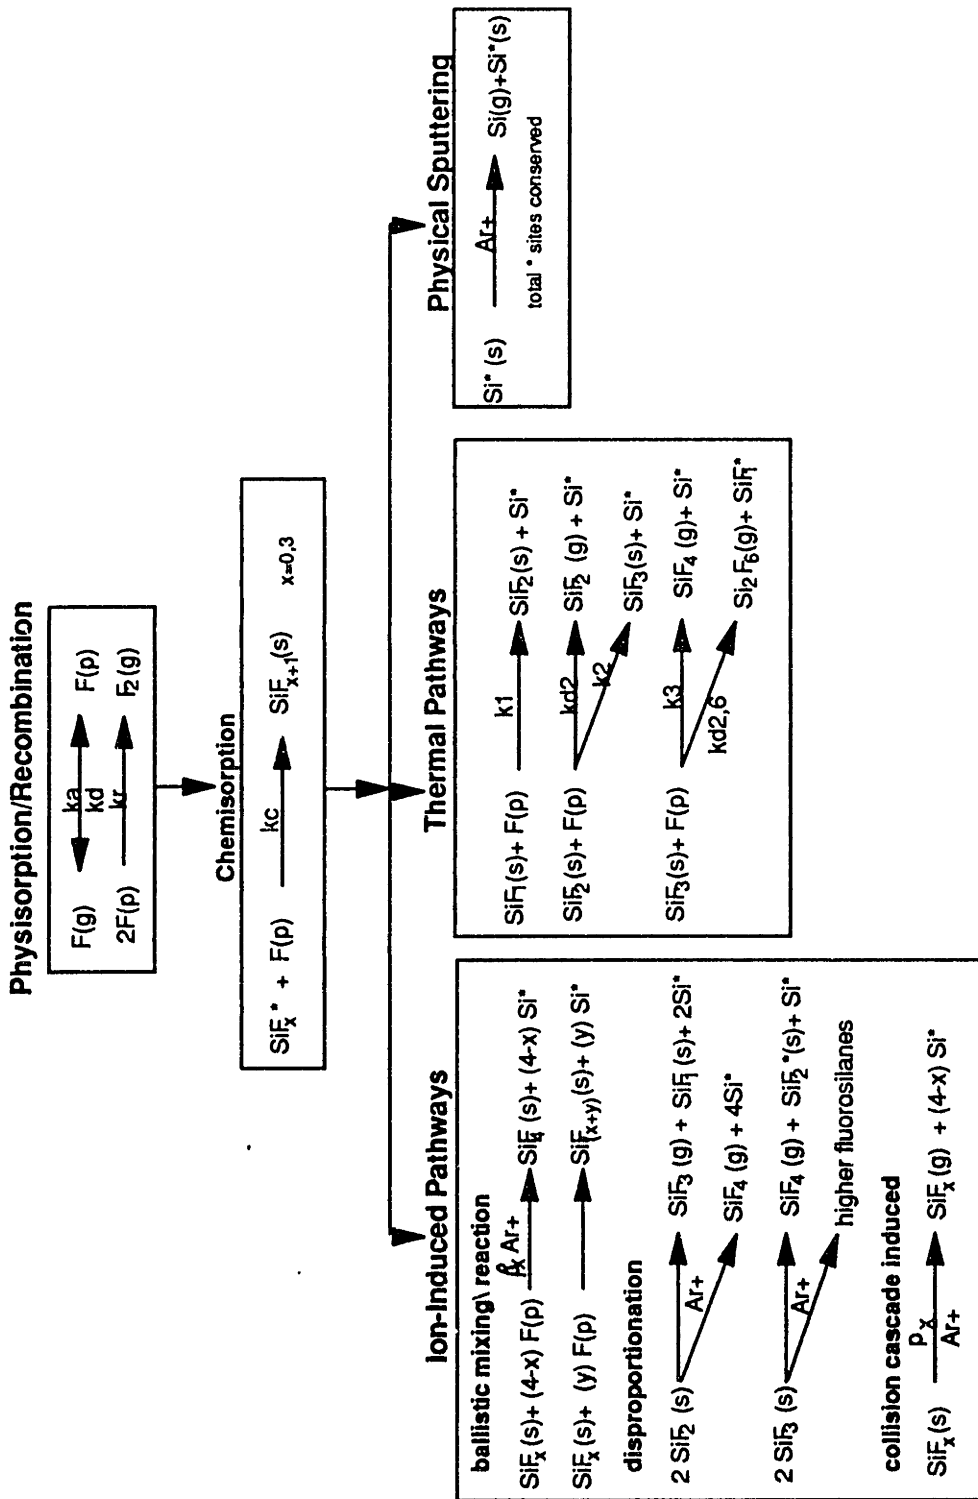 Physisorption/Recombination
F(g) ka kd F(p)
2F(p) kr F2(g)
Chemisorption
SiFx* + F(p) kc SiFx+1(s) x=0,3
Ion-Induced Pathways
ballistic mixing\ reaction
SiFx(s)+ (4-x) F(p) βx Ar+ SiF4(s)+ (4-x) Si*
SiFx(s)+ (y) F(p) SiF(x+y)(s)+ (y) Si*
disproportionation
2 SiF2(s) Ar+ SiF3(g) + SiF1(s)+ 2Si*
SiF4(g) + 4Si*
2 SiF3(s) Ar+ SiF4(g) + SiF2*(s)+ Si*
higher fluorosilanes
collision cascade induced
SiFx(s) px Ar+ SiFx(g) + (4-x) Si*
Thermal Pathways
SiF1(s)+ F(p) k1 SiF2(s) + Si*
SiF2(s)+ F(p) kd2 SiF2(g) + Si*
k2 SiF3(s)+ Si*
SiF3(s)+ F(p) k3 SiF4(g)+ Si*
kd2,6 Si2F6(g)+ SiF1*
Physical Sputtering
Si*(s) Ar+ Si(g)+Si*(s)
total * sites conserved